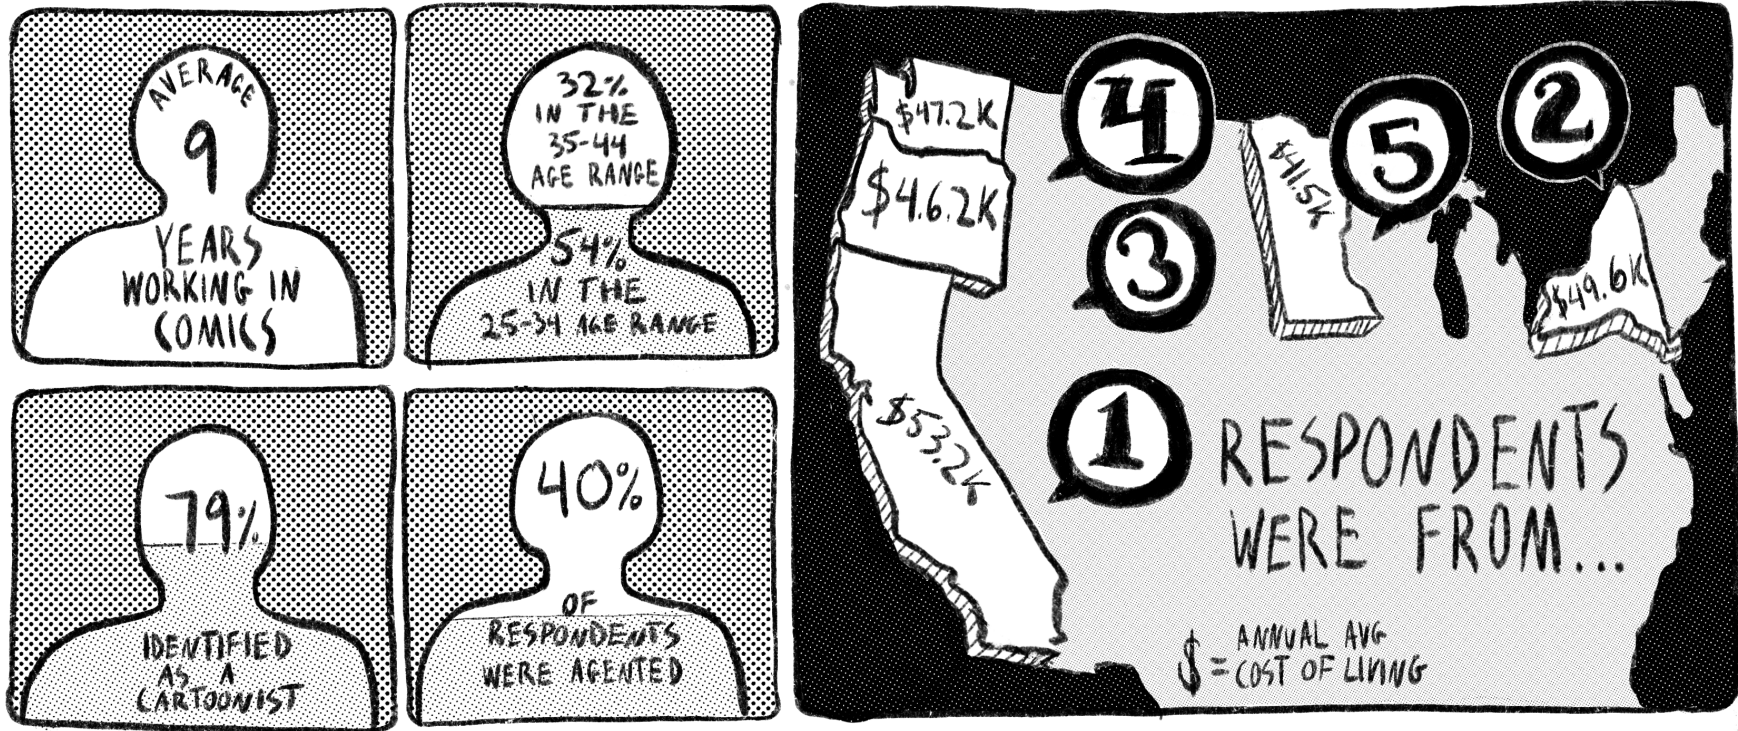 AVERAGE
9
YEARS
WORKING IN
COMICS
32%
IN THE
35-44
AGE RANGE
54%
IN THE
25-34 AGE RANGE
79%
IDENTIFIED
AS A
CARTOONIST
40%
OF
RESPONDENTS
WERE AGENTED
$47.2K
4
$41.5K
5
2
$4.6.2K
3
$49.6K
$53.2K
1
RESPONDENTS
WERE FROM...
$ = ANNUAL AVG
COST OF LIVING